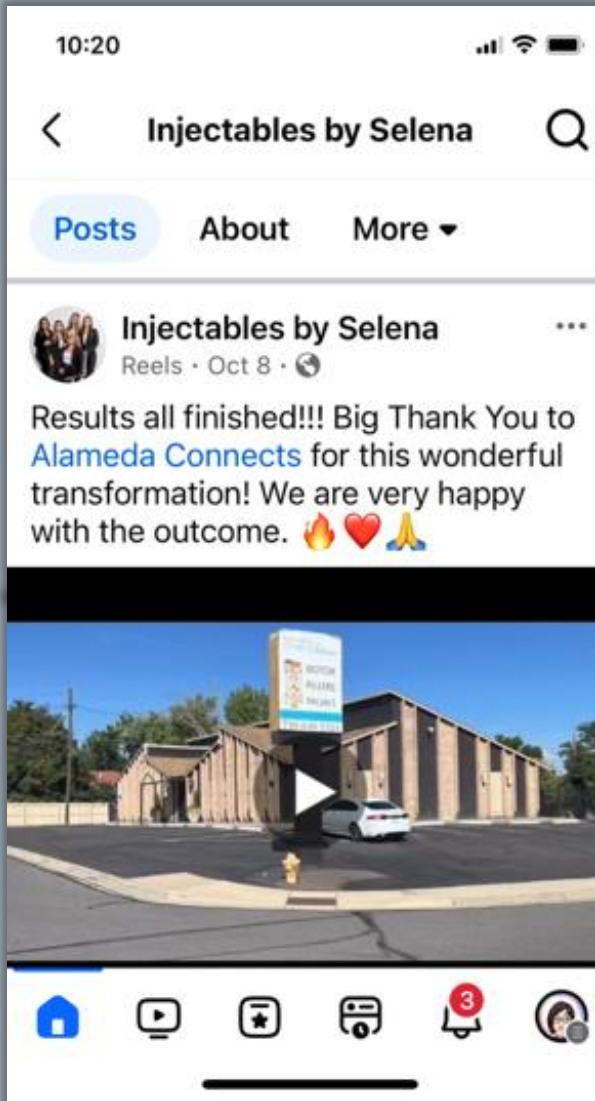 10:20
Injectables by Selena
Posts About More
Injectables by Selena
Reels · Oct 8 ·
Results all finished!!! Big Thank You to
Alameda Connects for this wonderful
transformation! We are very happy
with the outcome. 🔥❤️🙏
BOTOX
FILLERS
3